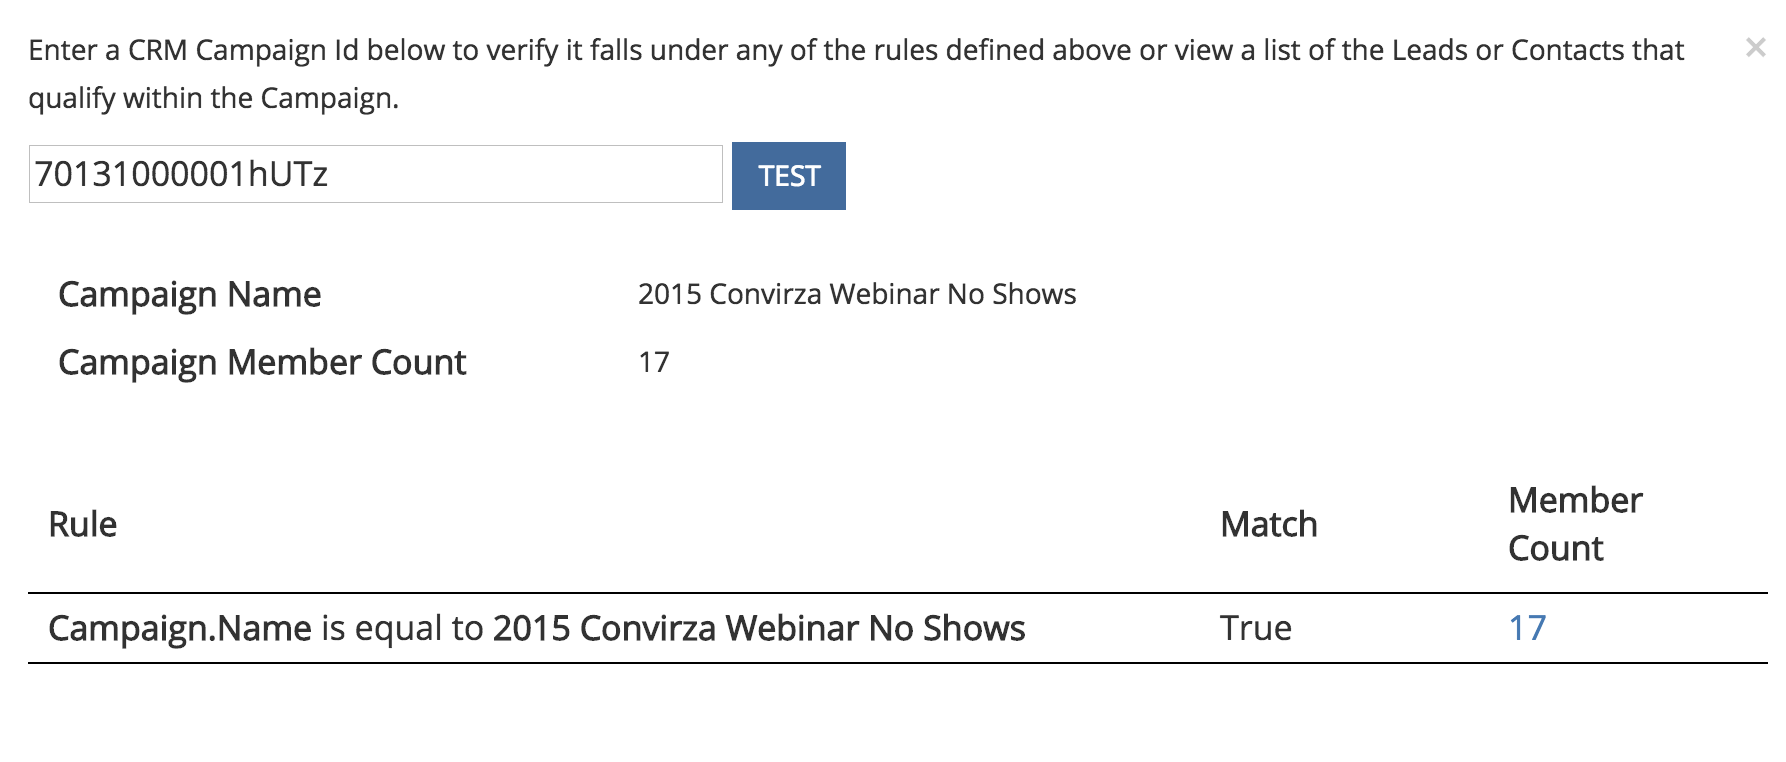 Enter a CRM Campaign Id below to verify it falls under any of the rules defined above or view a list of the Leads or Contacts that
qualify within the Campaign.
70131000001hUTz
TEST
Campaign Name 2015 Convirza Webinar No Shows
Campaign Member Count 17
Rule Match Member Count
Campaign.Name is equal to 2015 Convirza Webinar No Shows True 17